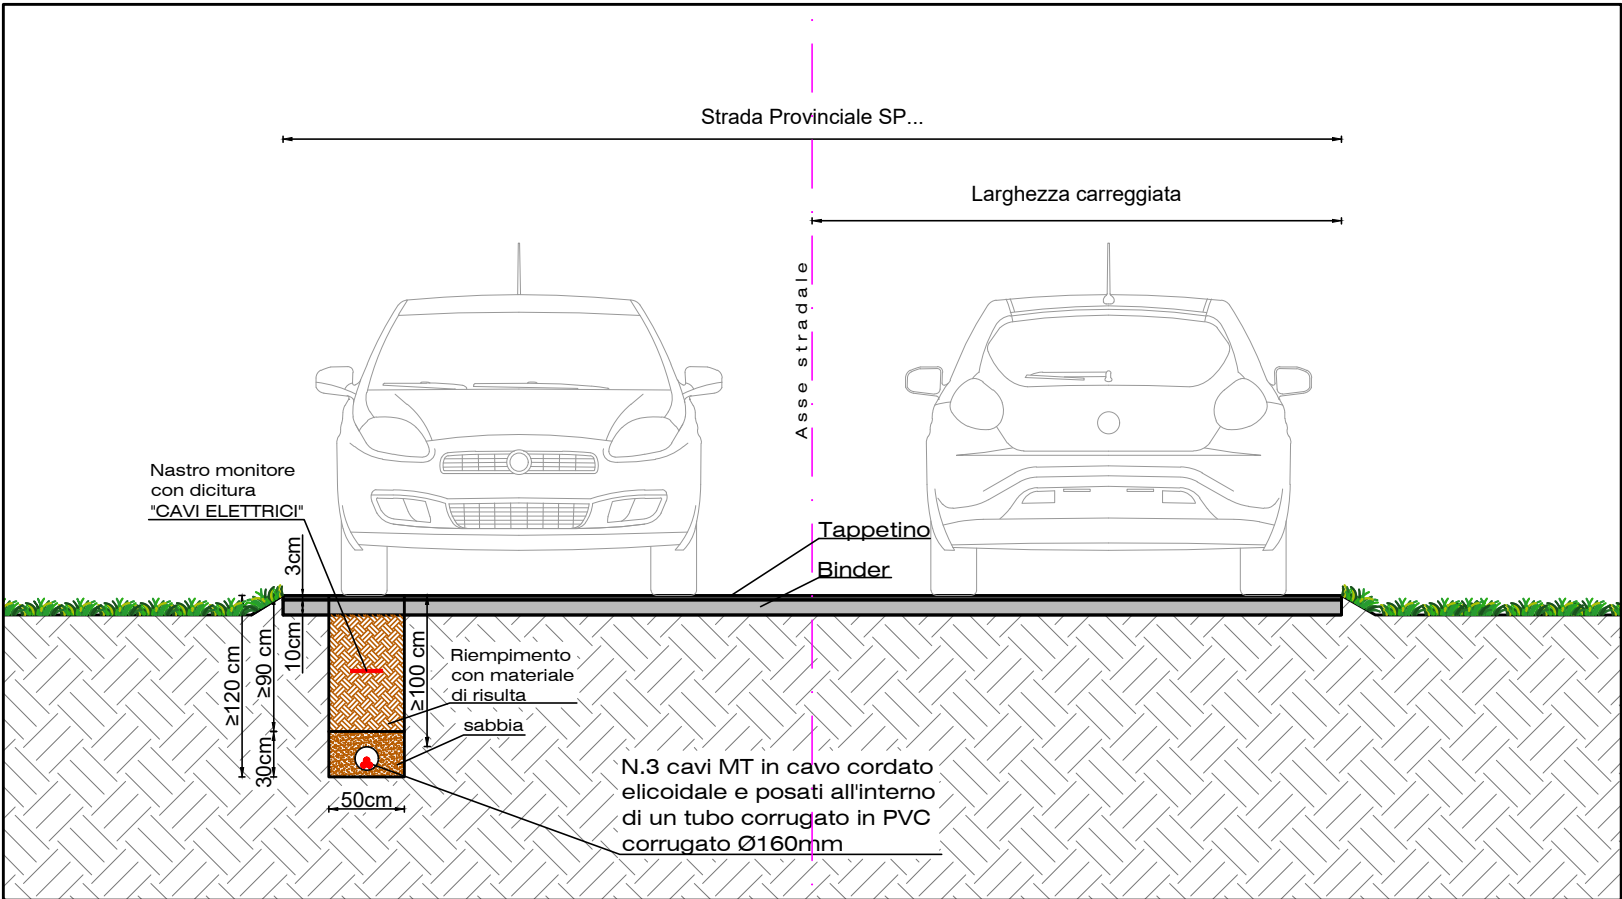 Strada Provinciale SP...
Larghezza carreggiata
Asse stradale
Nastro monitore
con dicitura
"CAVI ELETTRICI"
Tappetino
Binder
3cm
10cm
≥120 cm
≥90 cm
30cm
≥100 cm
50cm
Riempimento
con materiale
di risulta
sabbia
N.3 cavi MT in cavo cordato
elicoidale e posati all'interno
di un tubo corrugato in PVC
corrugato Ø160mm